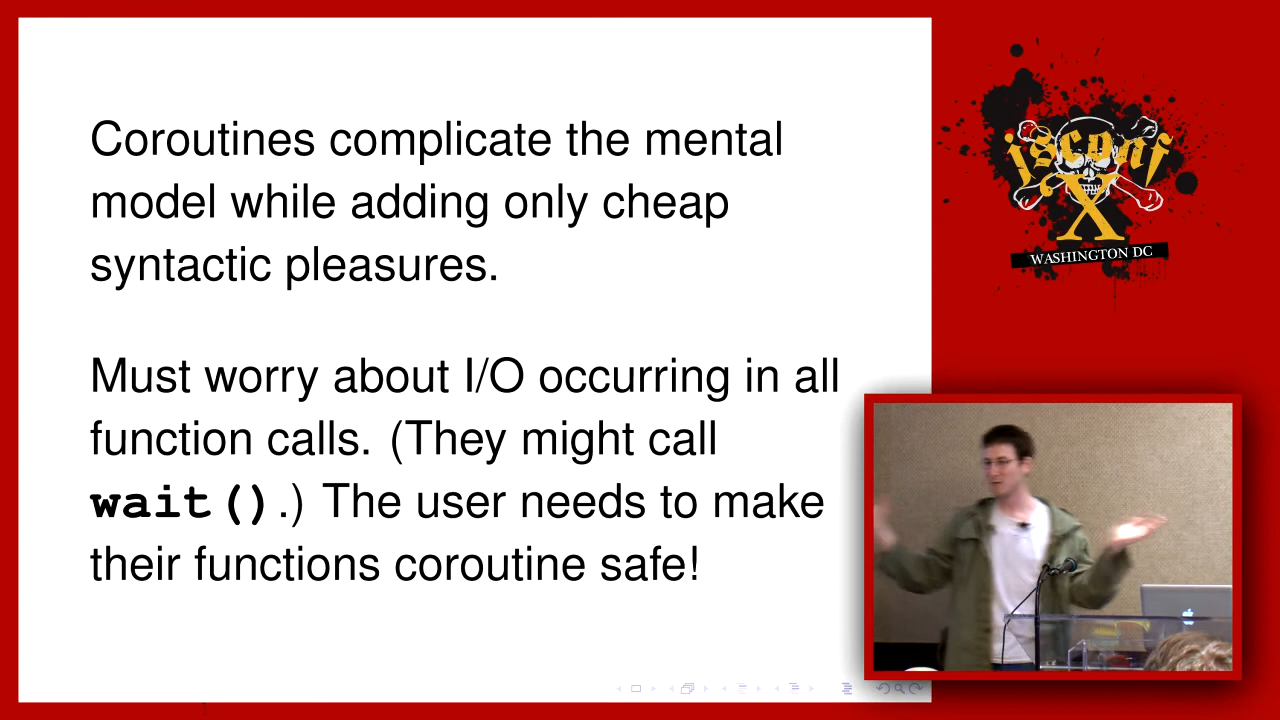 Coroutines complicate the mental
model while adding only cheap
syntactic pleasures.
Must worry about I/O occurring in all
function calls. (They might call
wait().) The user needs to make
their functions coroutine safe!
jsconf
X
WASHINGTON DC